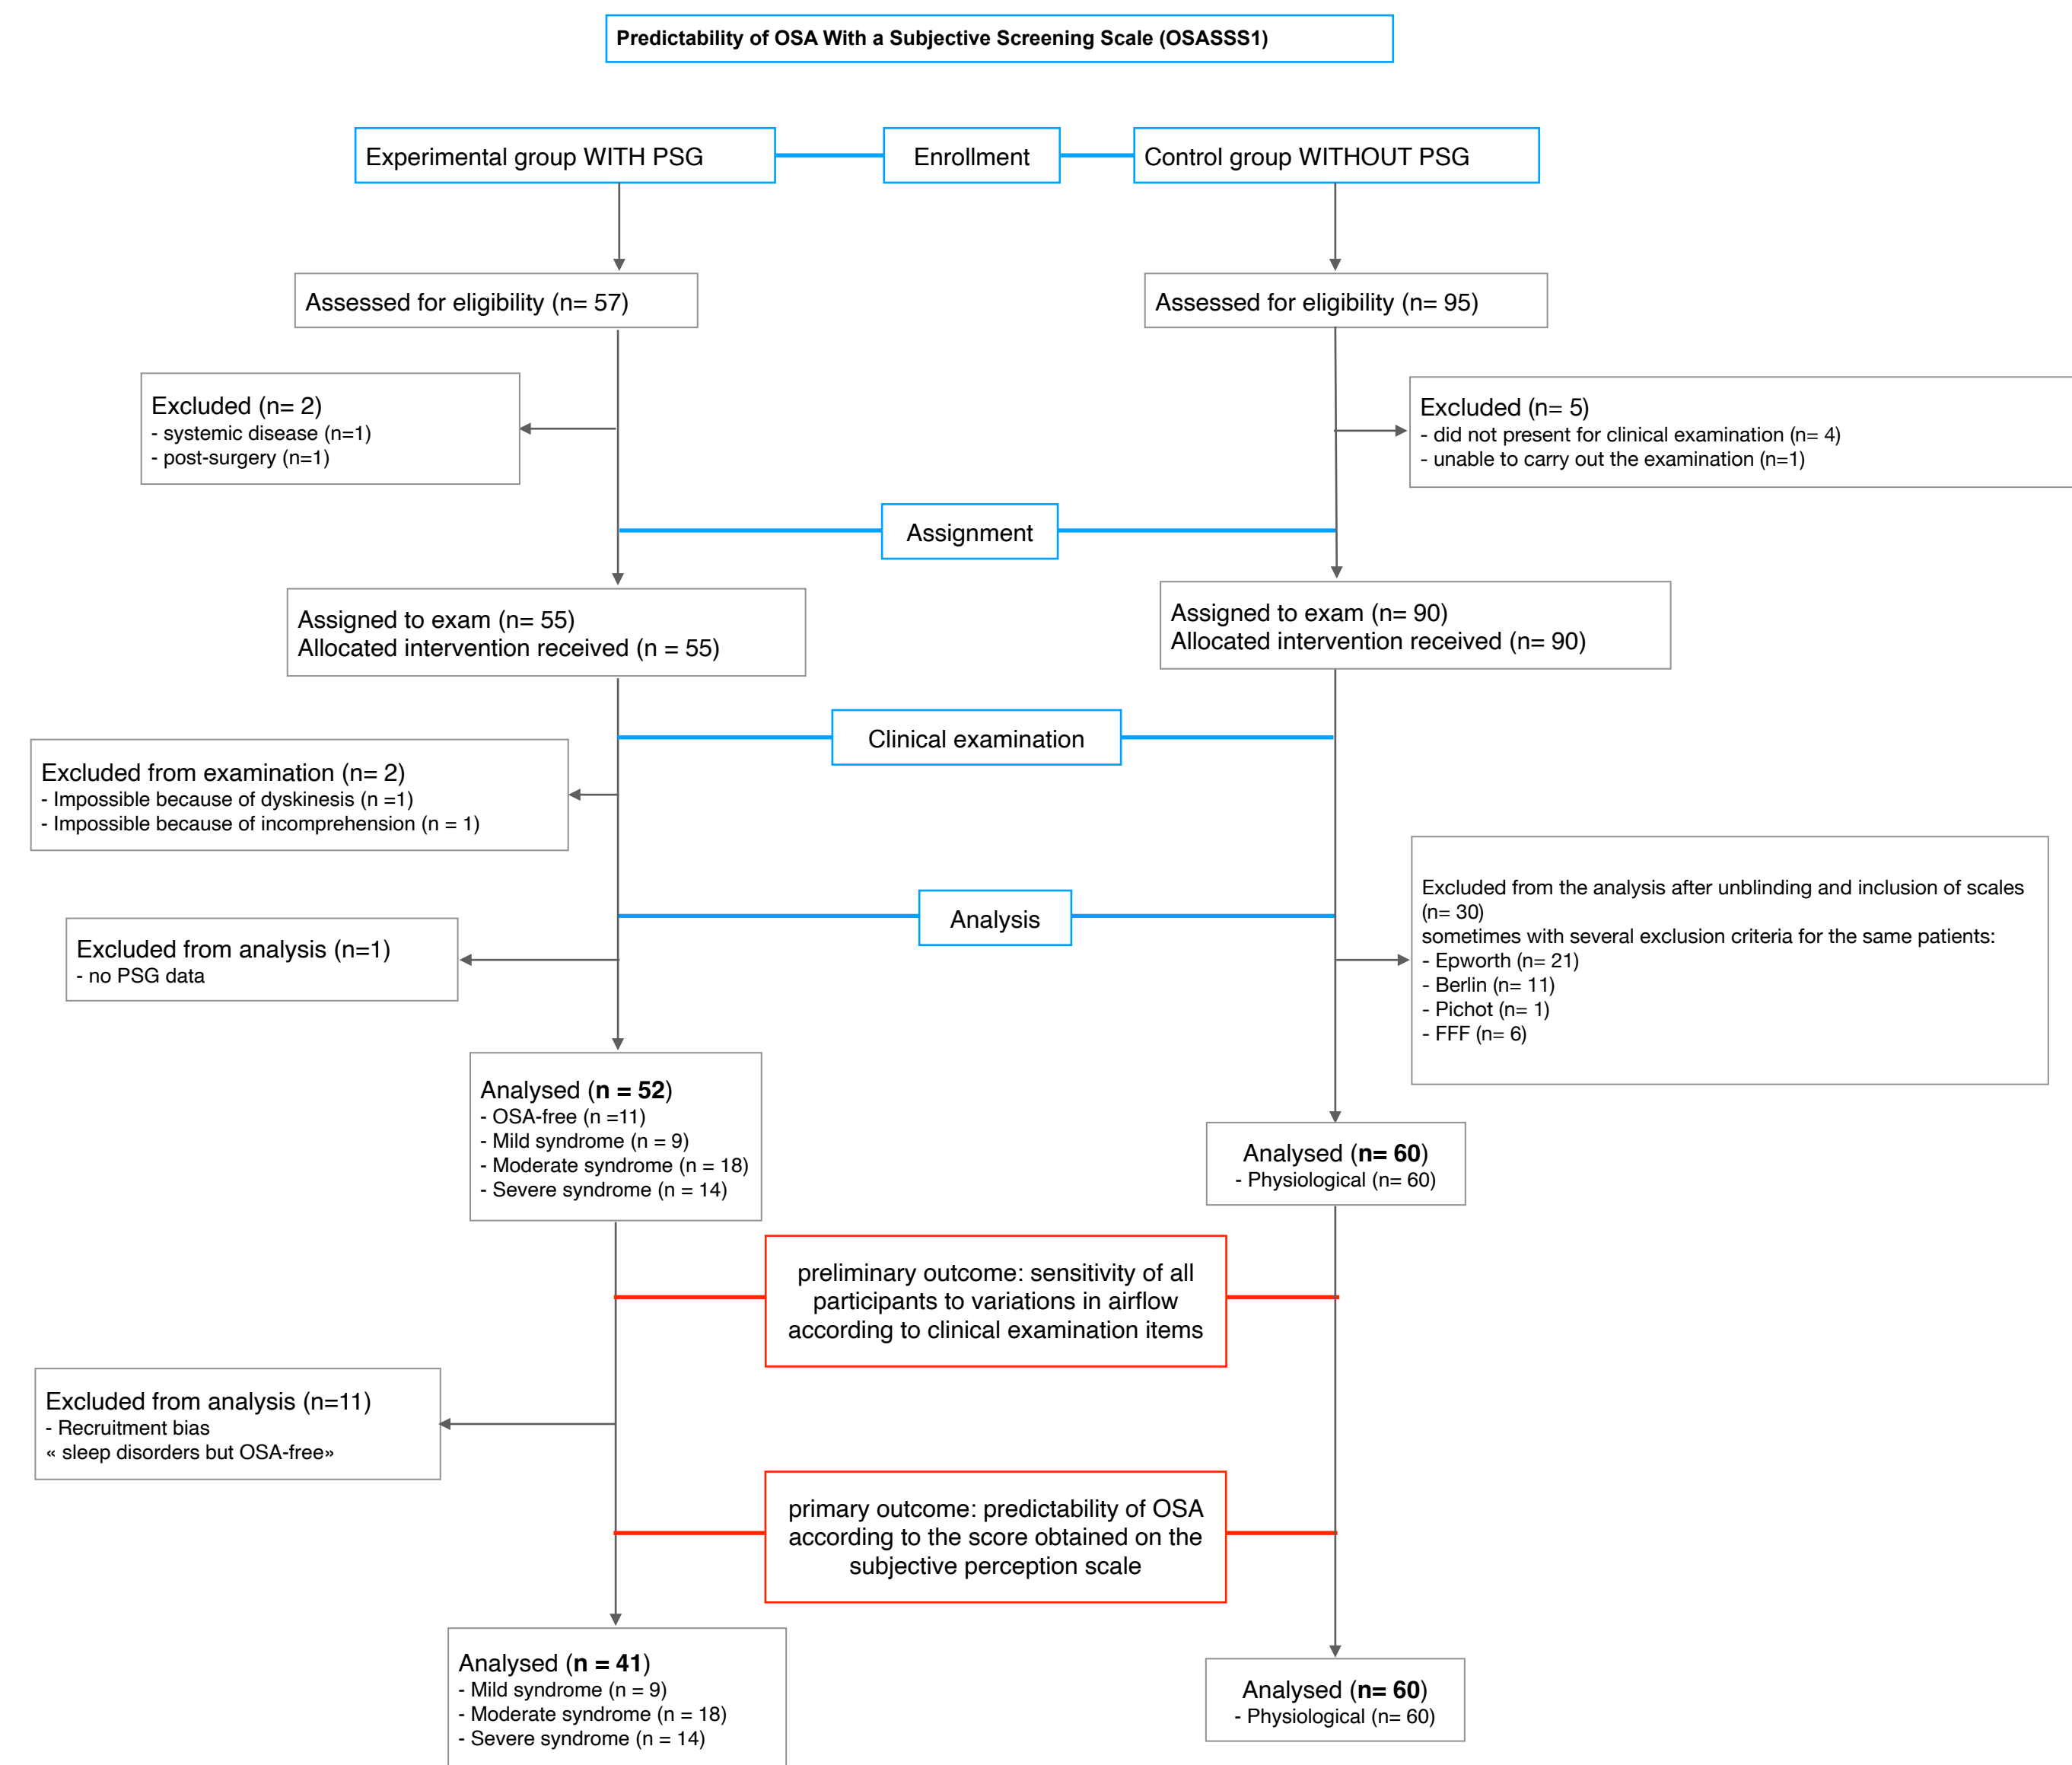 Predictability of OSA With a Subjective Screening Scale (OSASSS1)
Experimental group WITH PSG
Enrollment
Control group WITHOUT PSG
Assessed for eligibility (n= 57)
Assessed for eligibility (n= 95)
Excluded (n= 2)
- systemic disease (n=1)
- post-surgery (n=1)
Excluded (n= 5)
- did not present for clinical examination (n= 4)
- unable to carry out the examination (n=1)
Assignment
Assigned to exam (n= 55)
Allocated intervention received (n = 55)
Assigned to exam (n= 90)
Allocated intervention received (n= 90)
Clinical examination
Excluded from examination (n= 2)
- Impossible because of dyskinesis (n =1)
- Impossible because of incomprehension (n = 1)
Analysis
Excluded from analysis (n=1)
- no PSG data
Excluded from the analysis after unblinding and inclusion of scales
(n= 30)
sometimes with several exclusion criteria for the same patients:
- Epworth (n= 21)
- Berlin (n= 11)
- Pichot (n= 1)
- FFF (n= 6)
Analysed (n = 52)
- OSA-free (n =11)
- Mild syndrome (n = 9)
- Moderate syndrome (n = 18)
- Severe syndrome (n = 14)
Analysed (n= 60)
- Physiological (n= 60)
preliminary outcome: sensitivity of all
participants to variations in airflow
according to clinical examination items
Excluded from analysis (n=11)
- Recruitment bias
« sleep disorders but OSA-free»
primary outcome: predictability of OSA
according to the score obtained on the
subjective perception scale
Analysed (n = 41)
- Mild syndrome (n = 9)
- Moderate syndrome (n = 18)
- Severe syndrome (n = 14)
Analysed (n= 60)
- Physiological (n= 60)